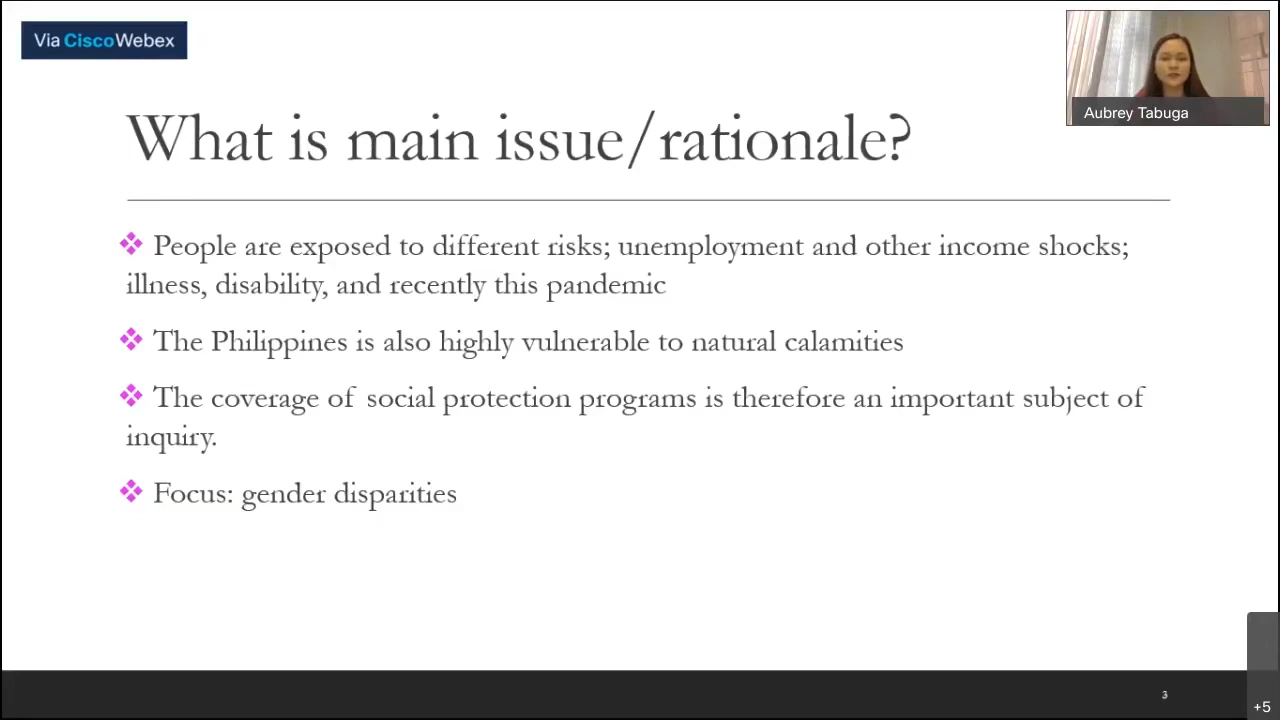 Via CiscoWebex
Aubrey Tabuga
What is main issue/rationale?
❖ People are exposed to different risks; unemployment and other income shocks;
illness, disability, and recently this pandemic
❖ The Philippines is also highly vulnerable to natural calamities
❖ The coverage of social protection programs is therefore an important subject of
inquiry.
❖ Focus: gender disparities
3
+5